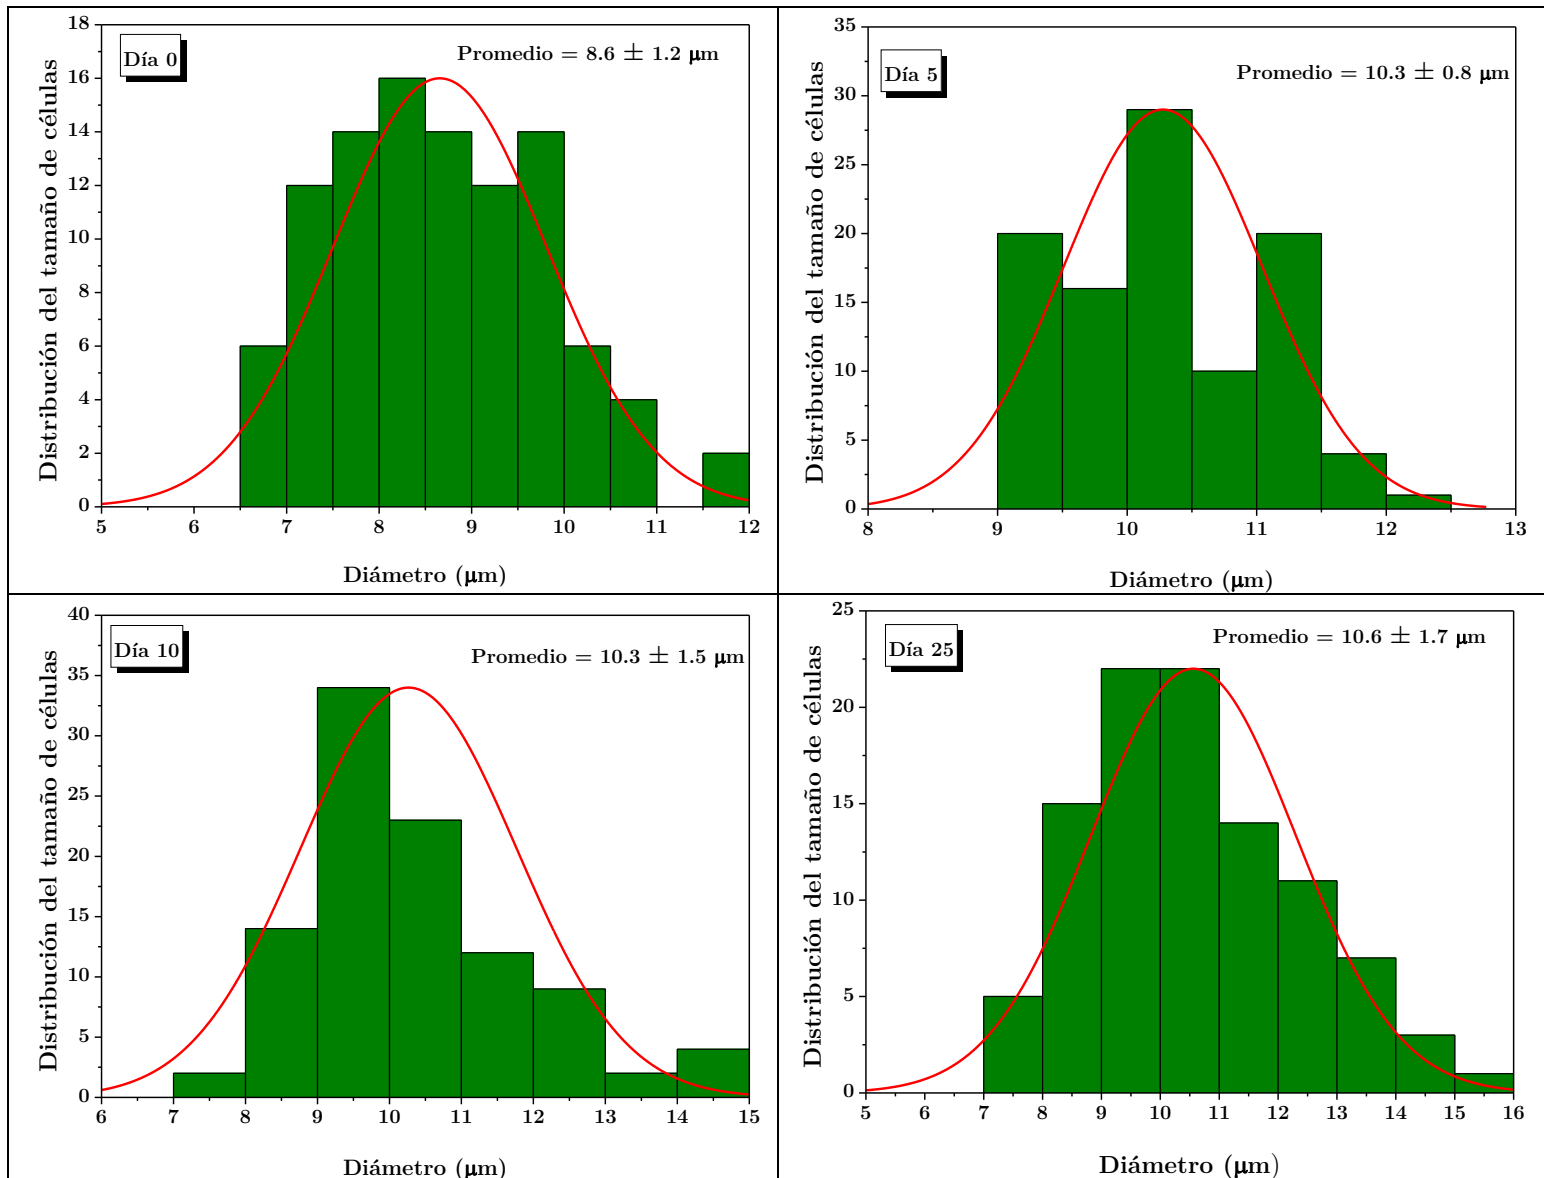 Día 0
Promedio = 8.6 ± 1.2 μm
Distribución del tamaño de células
18
16
14
12
10
8
6
4
2
0
5 6 7 8 9 10 11 12
Diámetro (μm)
Día 5
Promedio = 10.3 ± 0.8 μm
Distribución del tamaño de células
35
30
25
20
15
10
5
0
8 9 10 11 12 13
Diámetro (μm)
Día 10
Promedio = 10.3 ± 1.5 μm
Distribución del tamaño de células
40
35
30
25
20
15
10
5
0
6 7 8 9 10 11 12 13 14 15
Diámetro (μm)
Día 25
Promedio = 10.6 ± 1.7 μm
Distribución del tamaño de células
25
20
15
10
5
0
5 6 7 8 9 10 11 12 13 14 15 16
Diámetro (μm)